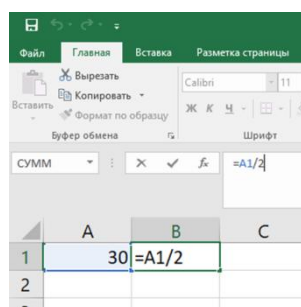 Файл Главная Вставка Разметка страницы
Вставить
Вырезать
Копировать
Формат по образцу
Буфер обмена
Calibri 11
Ж К Ч
Шрифт
СУММ fx =A1/2
A B C
1 30 =A1/2
2